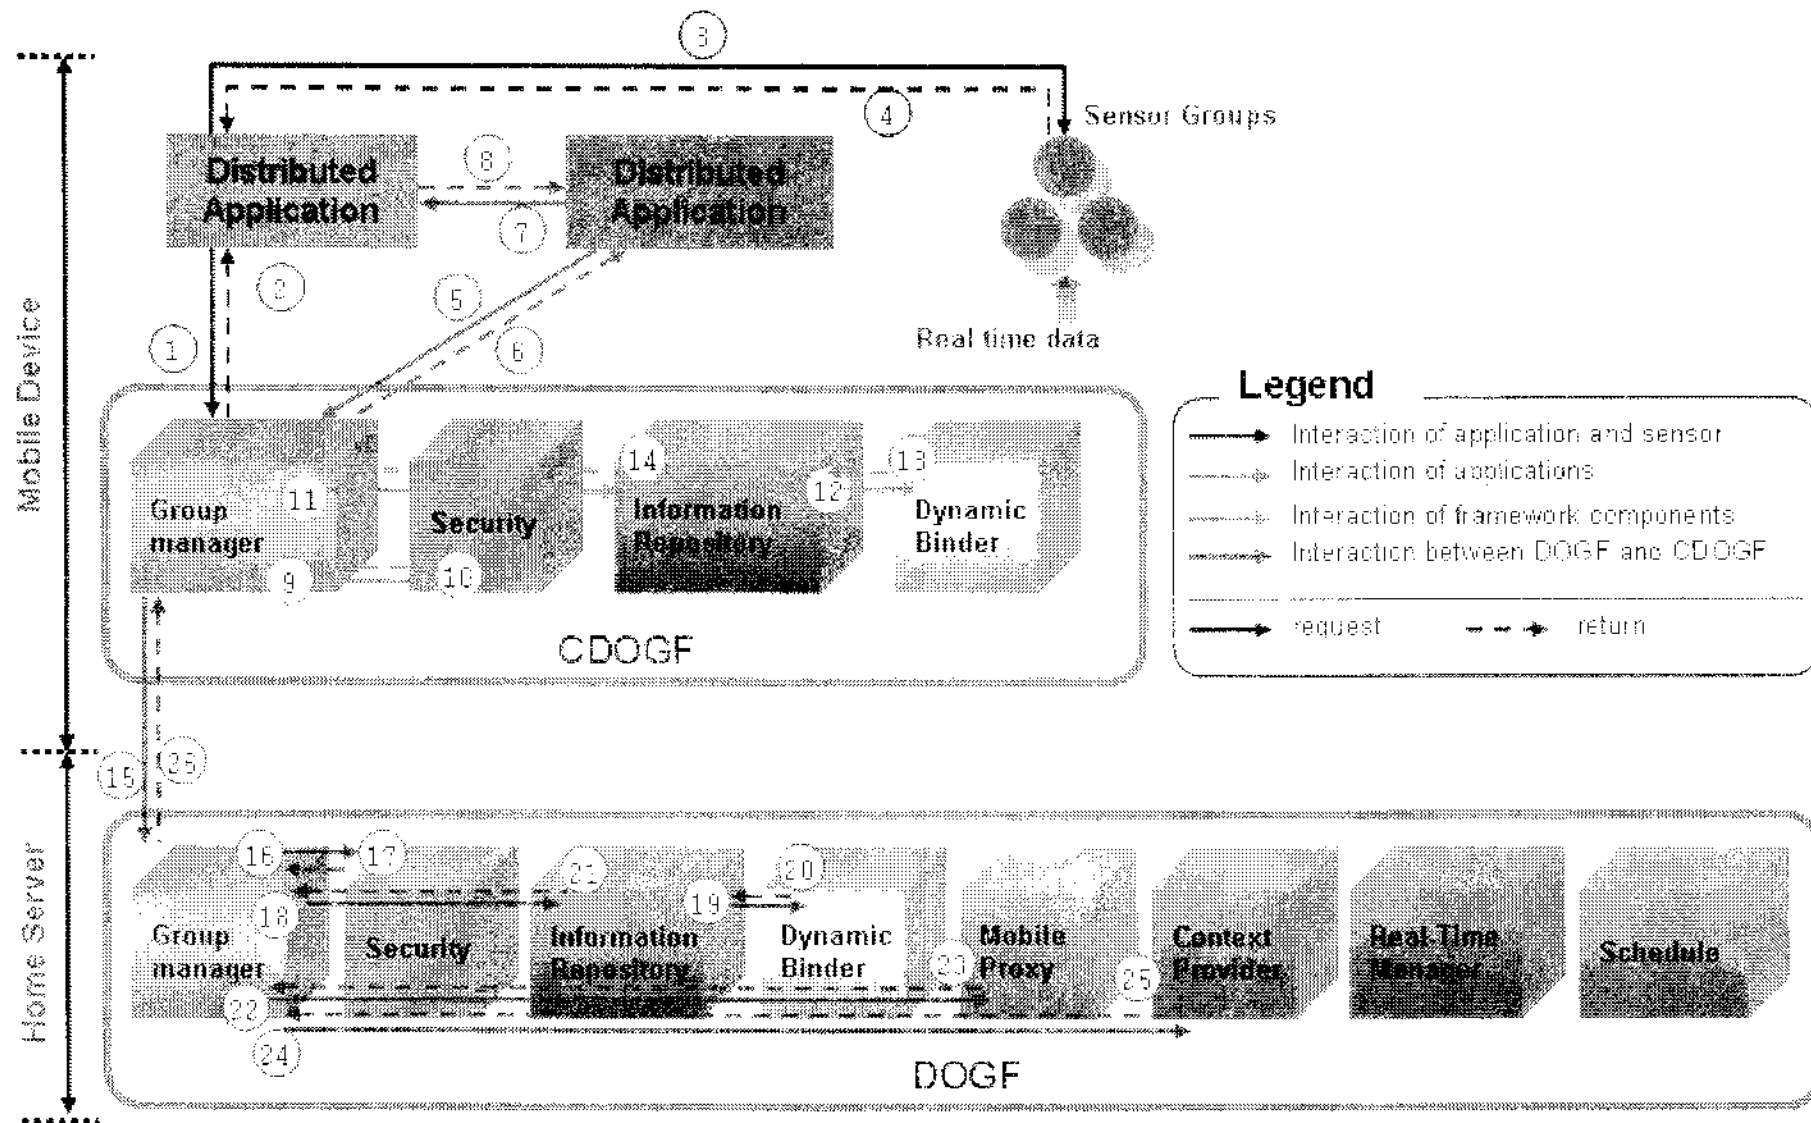 3
4
Sensor Groups
Distributed
Application
8
7
Distributed
Application
2
5
1
6
Real time data
Mobile Device
Legend
Interaction of application and sensor
Interaction of applications
Interaction of framework components
Interaction between DOGF and CDOGF
request
return
11
Group
manager
9
Security
10
14
Information
Repository
12
13
Dynamic
Binder
CDOGF
15
26
Home Server
16
17
18
Group
manager
22
24
Security
21
Information
Repository
19
20
Dynamic
Binder
23
Mobile
Proxy
25
Context
Provider
Real-Time
Manager
Schedule
DOGF